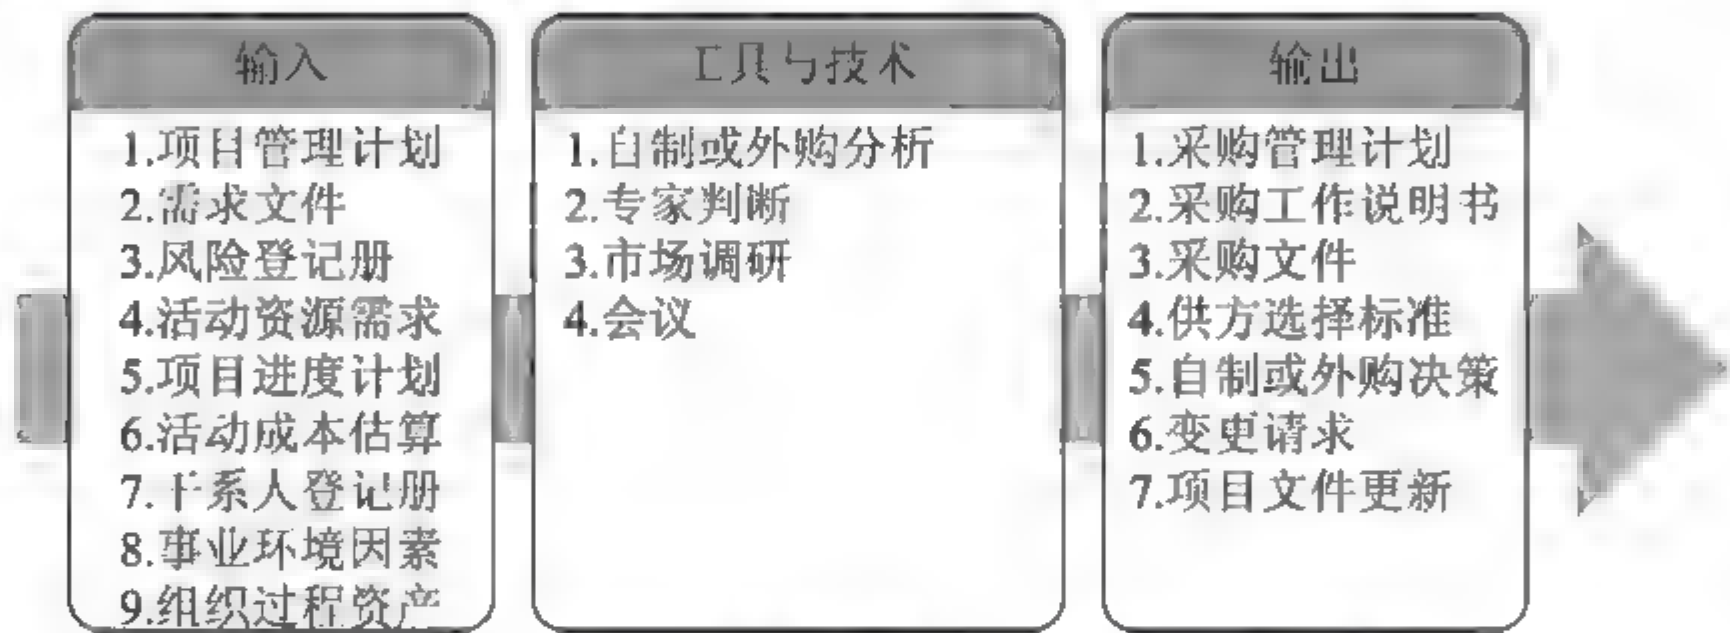 输入
1.项目管理计划
2.需求文件
3.风险登记册
4.活动资源需求
5.项目进度计划
6.活动成本估算
7.干系人登记册
8.事业环境因素
9.组织过程资产
工具与技术
1.自制或外购分析
2.专家判断
3.市场调研
4.会议
输出
1.采购管理计划
2.采购工作说明书
3.采购文件
4.供方选择标准
5.自制或外购决策
6.变更请求
7.项目文件更新